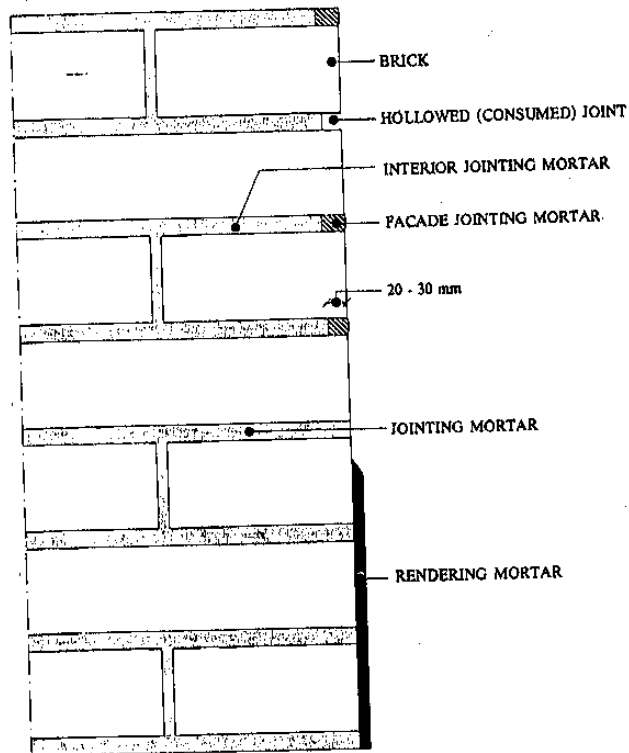 BRICK
HOLLOWED (CONSUMED) JOINT
INTERIOR JOINTING MORTAR
FACADE JOINTING MORTAR
20 - 30 mm
JOINTING MORTAR
RENDERING MORTAR